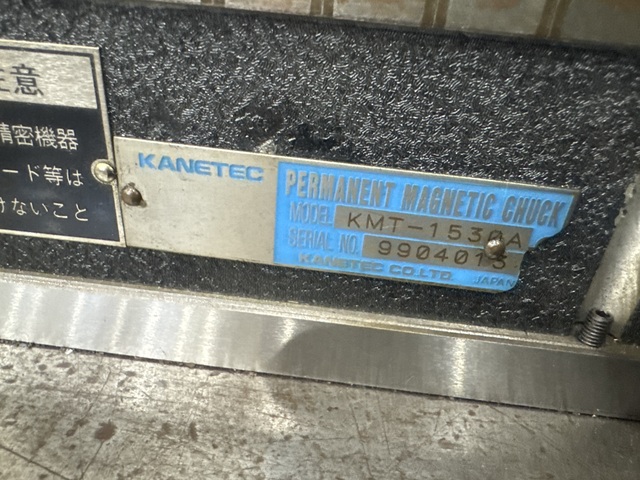 注意
精密機器
ード等は
けないこと
KANETEC
PERMANENT MAGNETIC CHUCK
MODEL KMT-1530A
SERIAL NO. 9904013
KANETEC CO.LTD. JAPAN